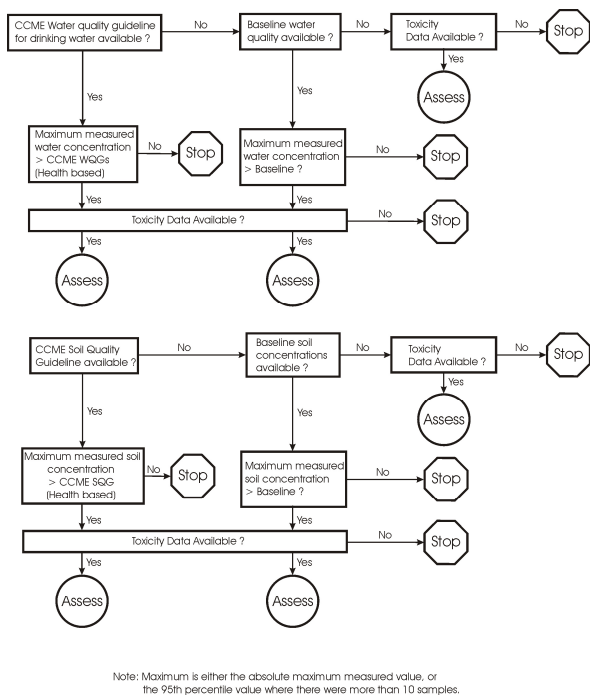 CCME Water quality guideline
for drinking water available ?
No
Baseline water
quality available ?
No
Toxicity
Data Available ?
No
Stop
Yes
Assess
Yes
Yes
Maximum measured
water concentration
> CCME WQGs
(Health based)
No
Stop
Maximum measured
water concentration
> Baseline ?
No
Stop
Yes
Yes
Toxicity Data Available ?
No
Stop
Yes
Yes
Assess
Assess
CCME Soil Quality
Guideline available ?
No
Baseline soil
concentrations
available ?
No
Toxicity
Data Available ?
No
Stop
Yes
Assess
Yes
Yes
Maximum measured soil
concentration
> CCME SQG
(Health based)
No
Stop
Maximum measured
soil concentration
> Baseline ?
No
Stop
Yes
Yes
Toxicity Data Available ?
No
Stop
Yes
Yes
Assess
Assess
Note: Maximum is either the absolute maximum measured value, or
the 95th percentile value where there were more than 10 samples.